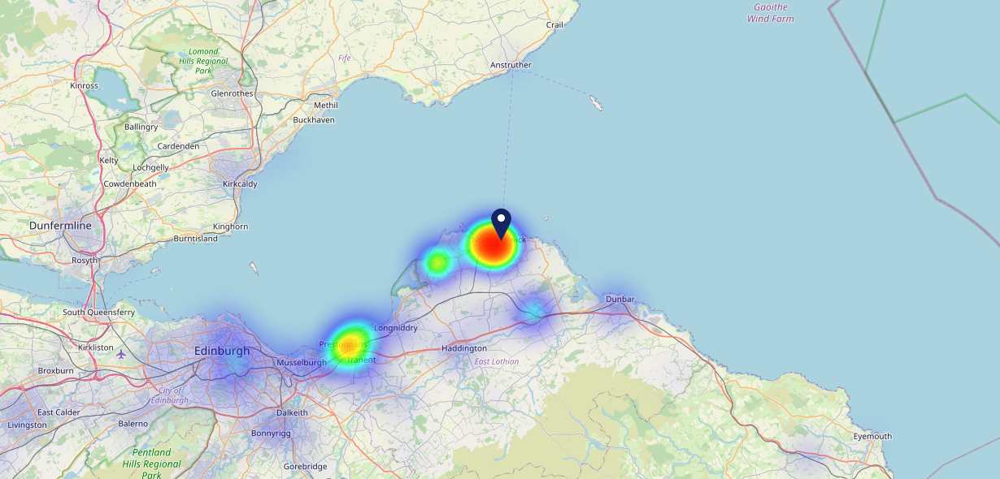 Gaoithe
Wind Farm
Crail
Lomond
Hills Regional
Park
Fife
Anstruther
Kinross
Glenrothes
Methil
Buckhaven
Ballingry
Cardenden
Kelty
Lochgelly
Cowdenbeath
Kirkcaldy
Dunfermline
Kinghorn
Burntisland
Rosyth
South Queensferry
Dunbar
Longniddry
Prestonpans
Kirkliston
Edinburgh
Haddington
Tranent
Musselburgh
East Lothian
Broxburn
City of
Edinburgh
East Calder
Dalkeith
Livingston
Balerno
Bonnyrigg
Eyemouth
Pentland
Hills Regional
Park
Gorebridge